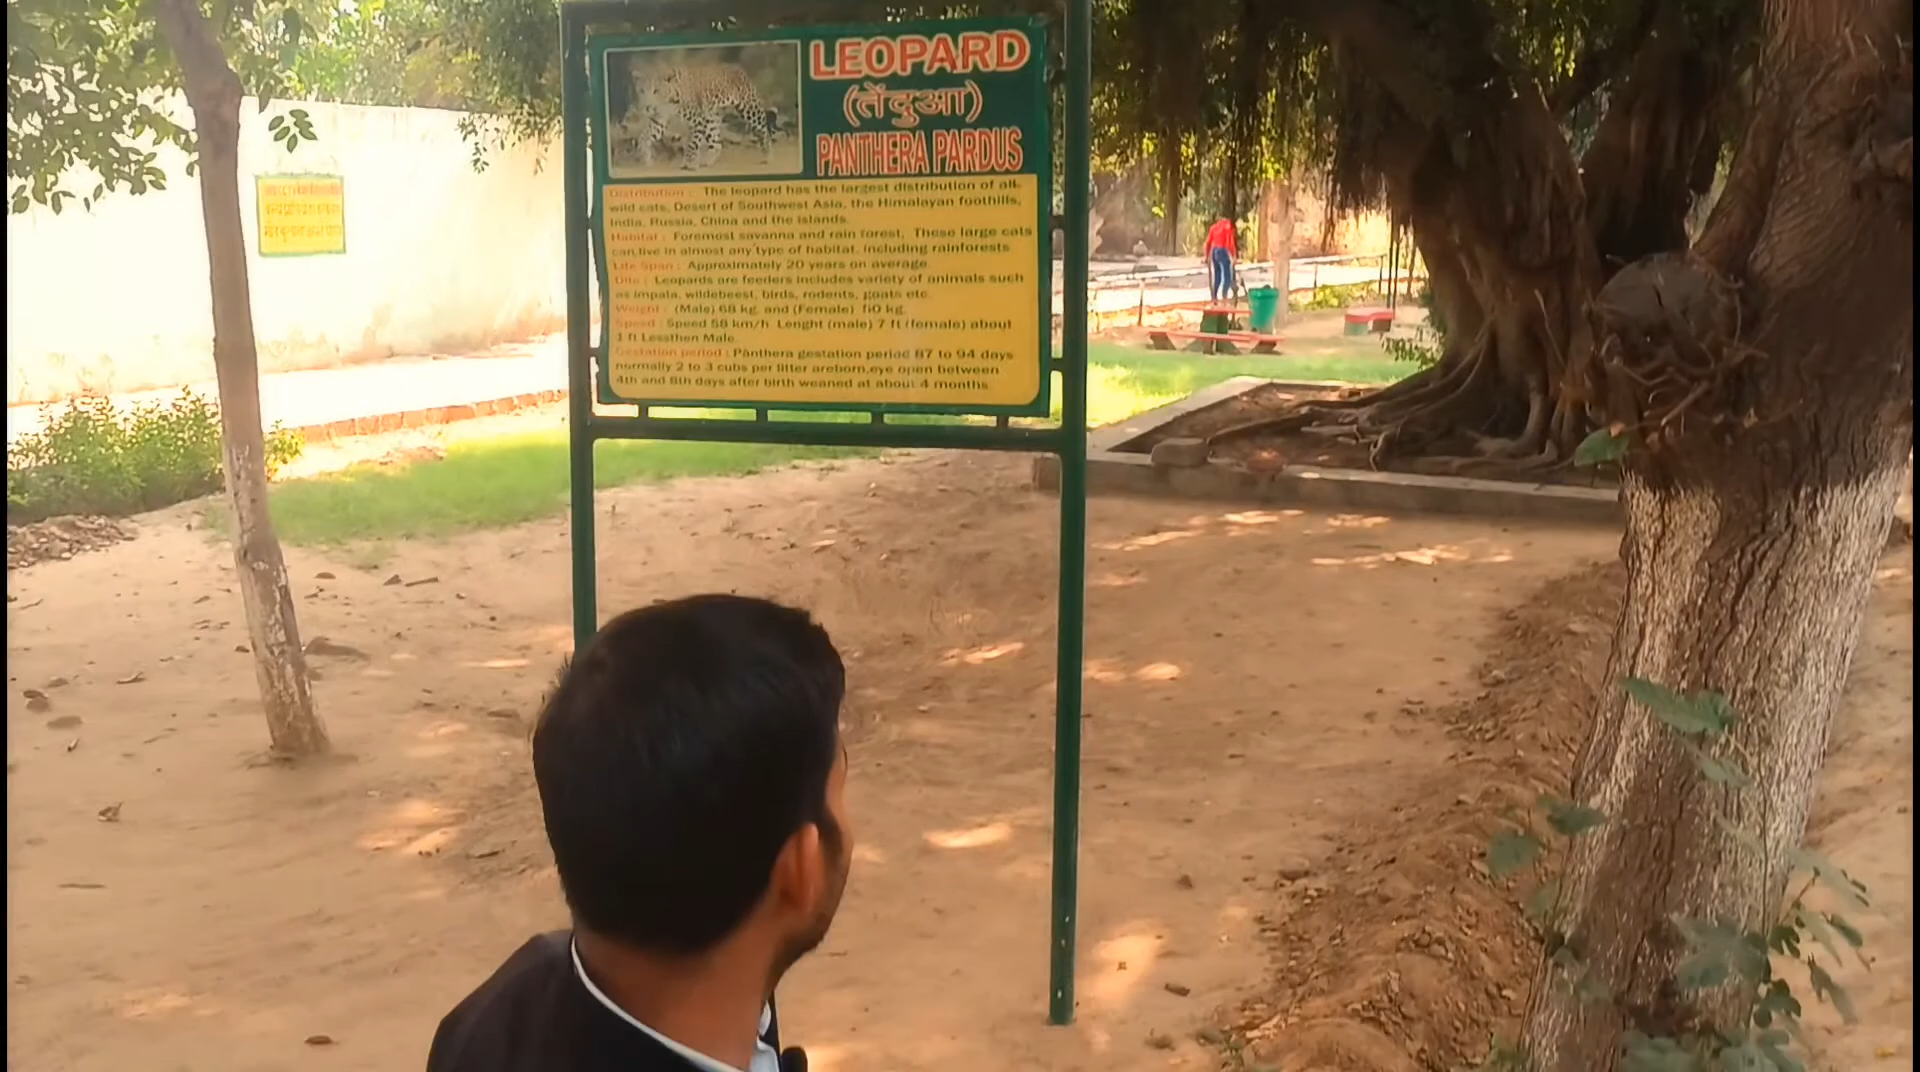 LEOPARD
(तेंदुआ)
PANTHERA PARDUS
Distribution : The leopard has the largest distribution of all
wild cats, Desert of Southwest Asia, the Himalayan foothills,
India, Russia, China and the islands.
Habitat : Foremost savanna and rain forest, These large cats
can,live in almost any type of habitat, including rainforests
Life Span : Approximately 20 years on average
Dite : Leopards are feeders includes variety of animals such
as impala, wildebeest, birds, rodents, goats etc.
Weight : (Male) 68 kg. and (Female) 60 kg.
Speed : Speed 58 km/h Lenght (male) 7 ft (female) about
1 ft Lessthen Male.
Gestation period : Panthera gestation period 87 to 94 days
normally 2 to 3 cubs per litter areborn,eye open between
4th and 8th days after birth weaned at about 4 months.